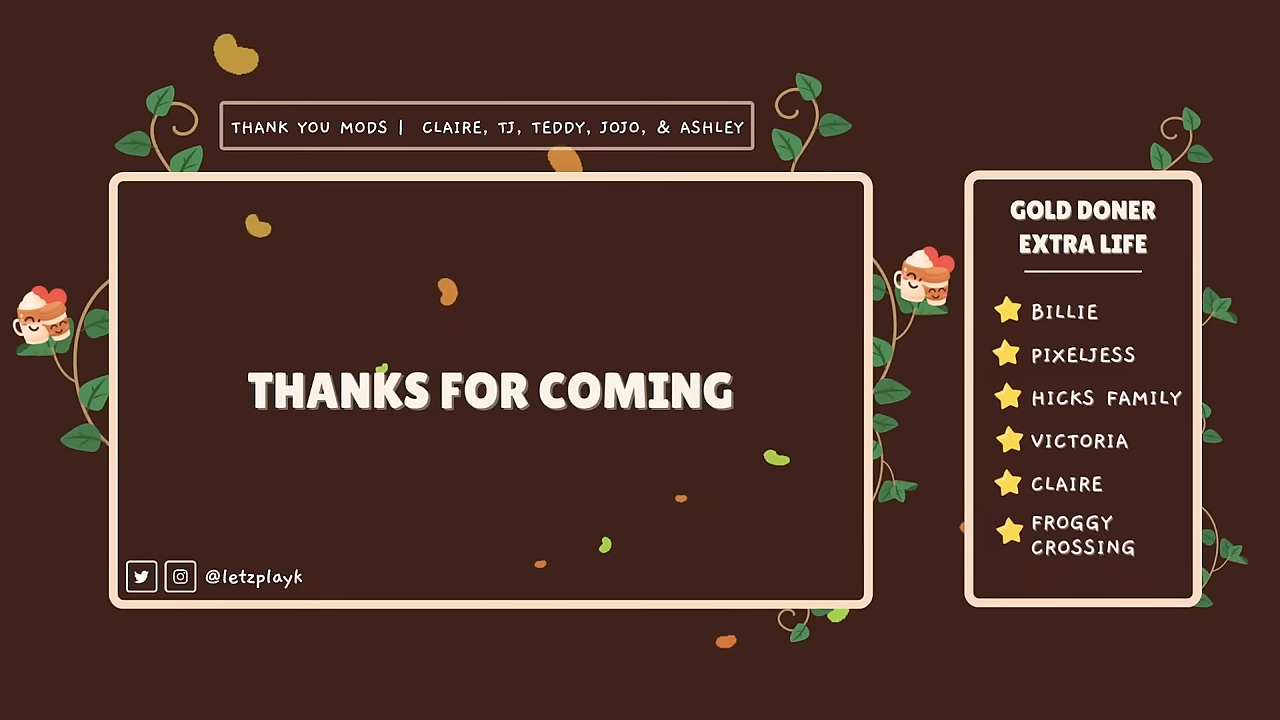 THANK YOU MODS | CLAIRE, TJ, TEDDY, JOJO, & ASHLEY
THANKS FOR COMING
@letzplayk
GOLD DONER
EXTRA LIFE
BILLIE
PIXELJESS
HICKS FAMILY
VICTORIA
CLAIRE
FROGGY
CROSSING